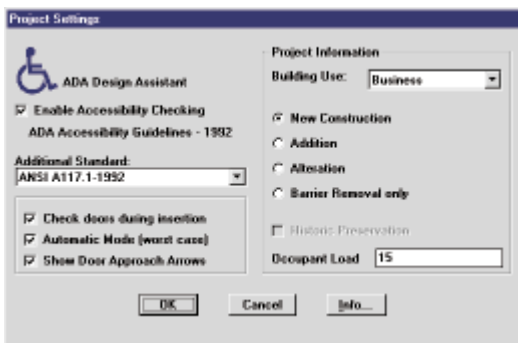 Project Settings
ADA Design Assistant
Enable Accessibility Checking
ADA Accessibility Guidelines - 1992
Additional Standard:
ANSI A117.1-1992
Check doors during insertion
Automatic Mode (worst case)
Show Door Approach Arrows
Project Information
Building Use:
Business
New Construction
Addition
Alteration
Barrier Removal only
Historic Preservation
Occupant Load
15
OK
Cancel
Info...